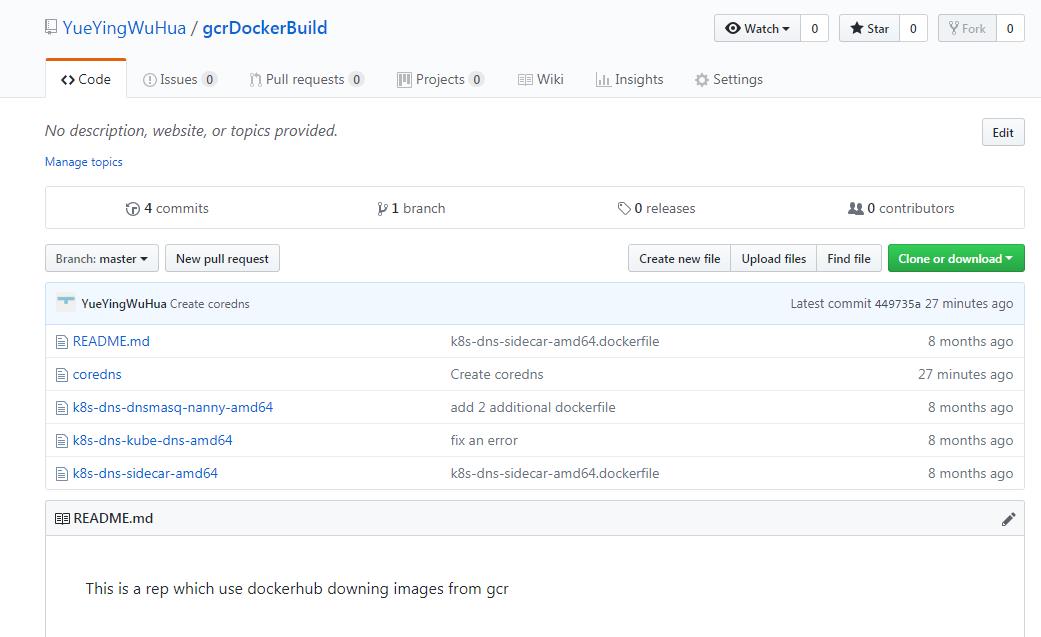 YueYingWuHua / gcrDockerBuild Watch 0 Star 0 Fork 0
Code Issues 0 Pull requests 0 Projects 0 Wiki Insights Settings
No description, website, or topics provided. Edit
Manage topics
4 commits 1 branch 0 releases 0 contributors
Branch: master New pull request Create new file Upload files Find file Clone or download
YueYingWuHua Create coredns Latest commit 449735a 27 minutes ago
README.md k8s-dns-sidecar-amd64.dockerfile 8 months ago
coredns Create coredns 27 minutes ago
k8s-dns-dnsmasq-nanny-amd64 add 2 additional dockerfile 8 months ago
k8s-dns-kube-dns-amd64 fix an error 8 months ago
k8s-dns-sidecar-amd64 k8s-dns-sidecar-amd64.dockerfile 8 months ago
README.md
This is a rep which use dockerhub downing images from gcr